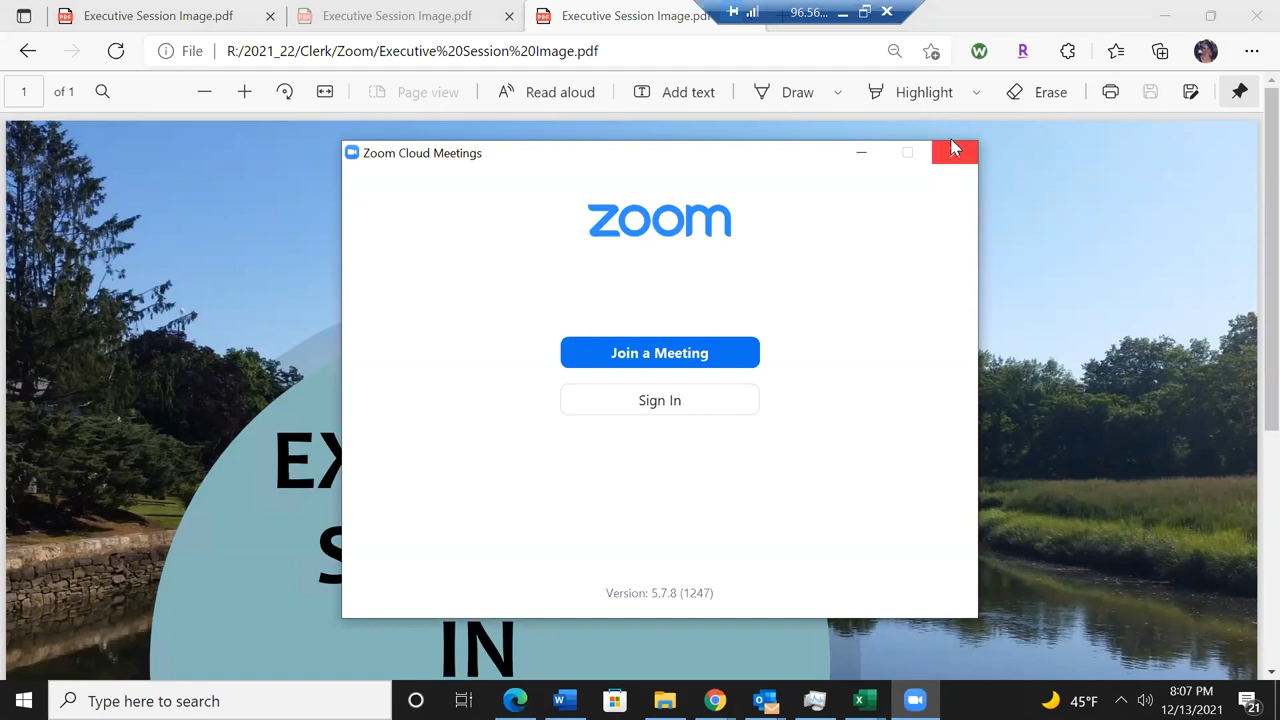 Executive Session Image.pdf
Executive Session Image.pdf
Executive Session Image.pdf
96.56...
File
R:/2021_22/Clerk/Zoom/Executive%20Session%20Image.pdf
1 of 1
Page view
Read aloud
Add text
Draw
Highlight
Erase
Zoom Cloud Meetings
zoom
Join a Meeting
Sign In
Version: 5.7.8 (1247)
EX
S
IN
Type here to search
45°F
8:07 PM
12/13/2021
21